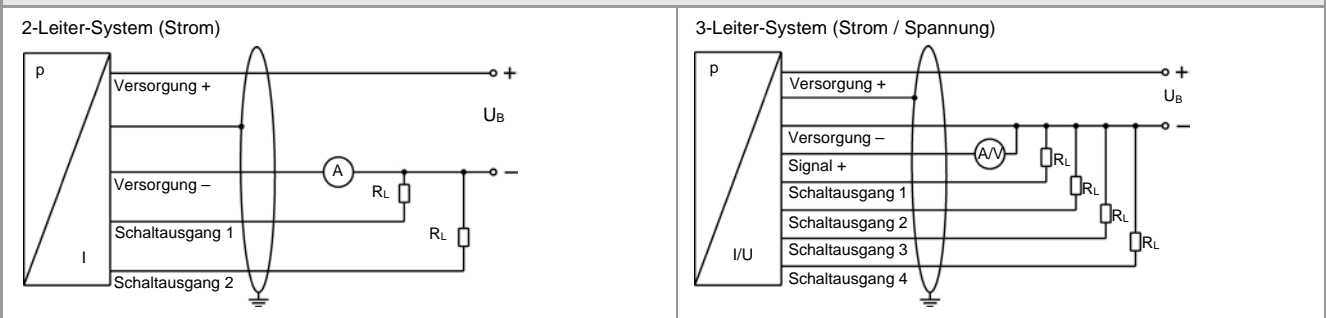 2-Leiter-System (Strom)
p
Versorgung +
+
UB
Versorgung –
A
–
RL
Schaltausgang 1
RL
I
Schaltausgang 2
3-Leiter-System (Strom / Spannung)
p
Versorgung +
+
UB
Versorgung –
–
A/V
Signal +
RL
Schaltausgang 1
RL
Schaltausgang 2
RL
Schaltausgang 3
RL
I/U
Schaltausgang 4